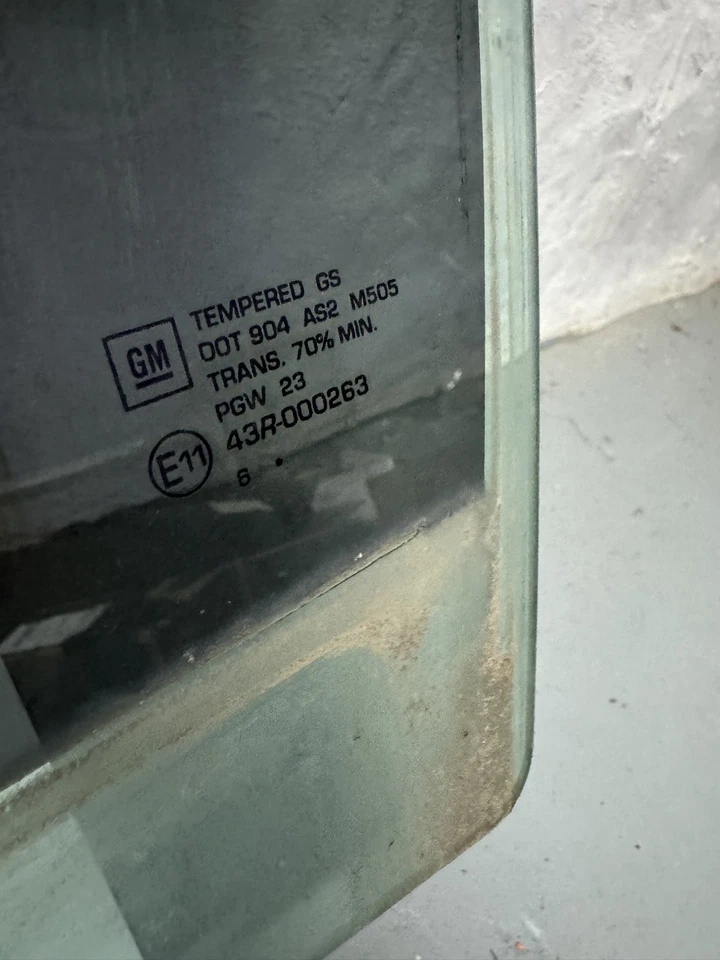 GM
TEMPERED GS
DOT 904 AS2 M505
TRANS. 70% MIN.
PGW 23
E11 43R-000263
6 •